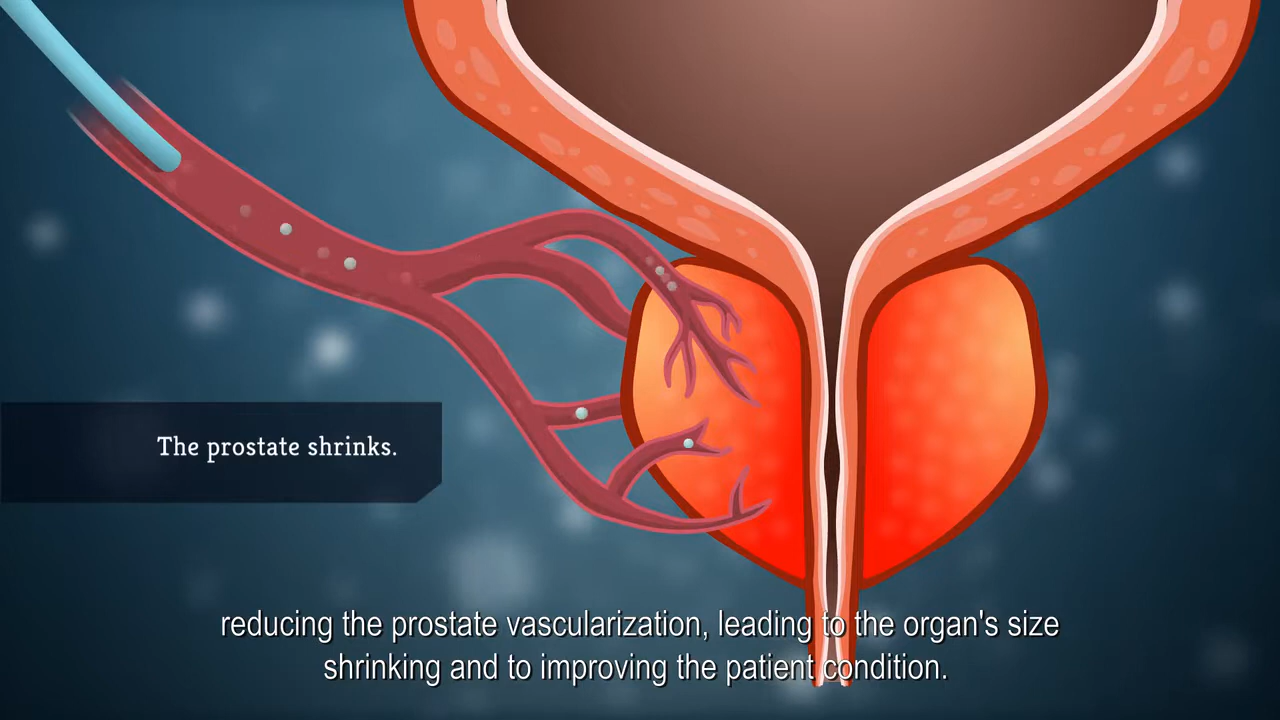 The prostate shrinks.
reducing the prostate vascularization, leading to the organ's size
shrinking and to improving the patient condition.